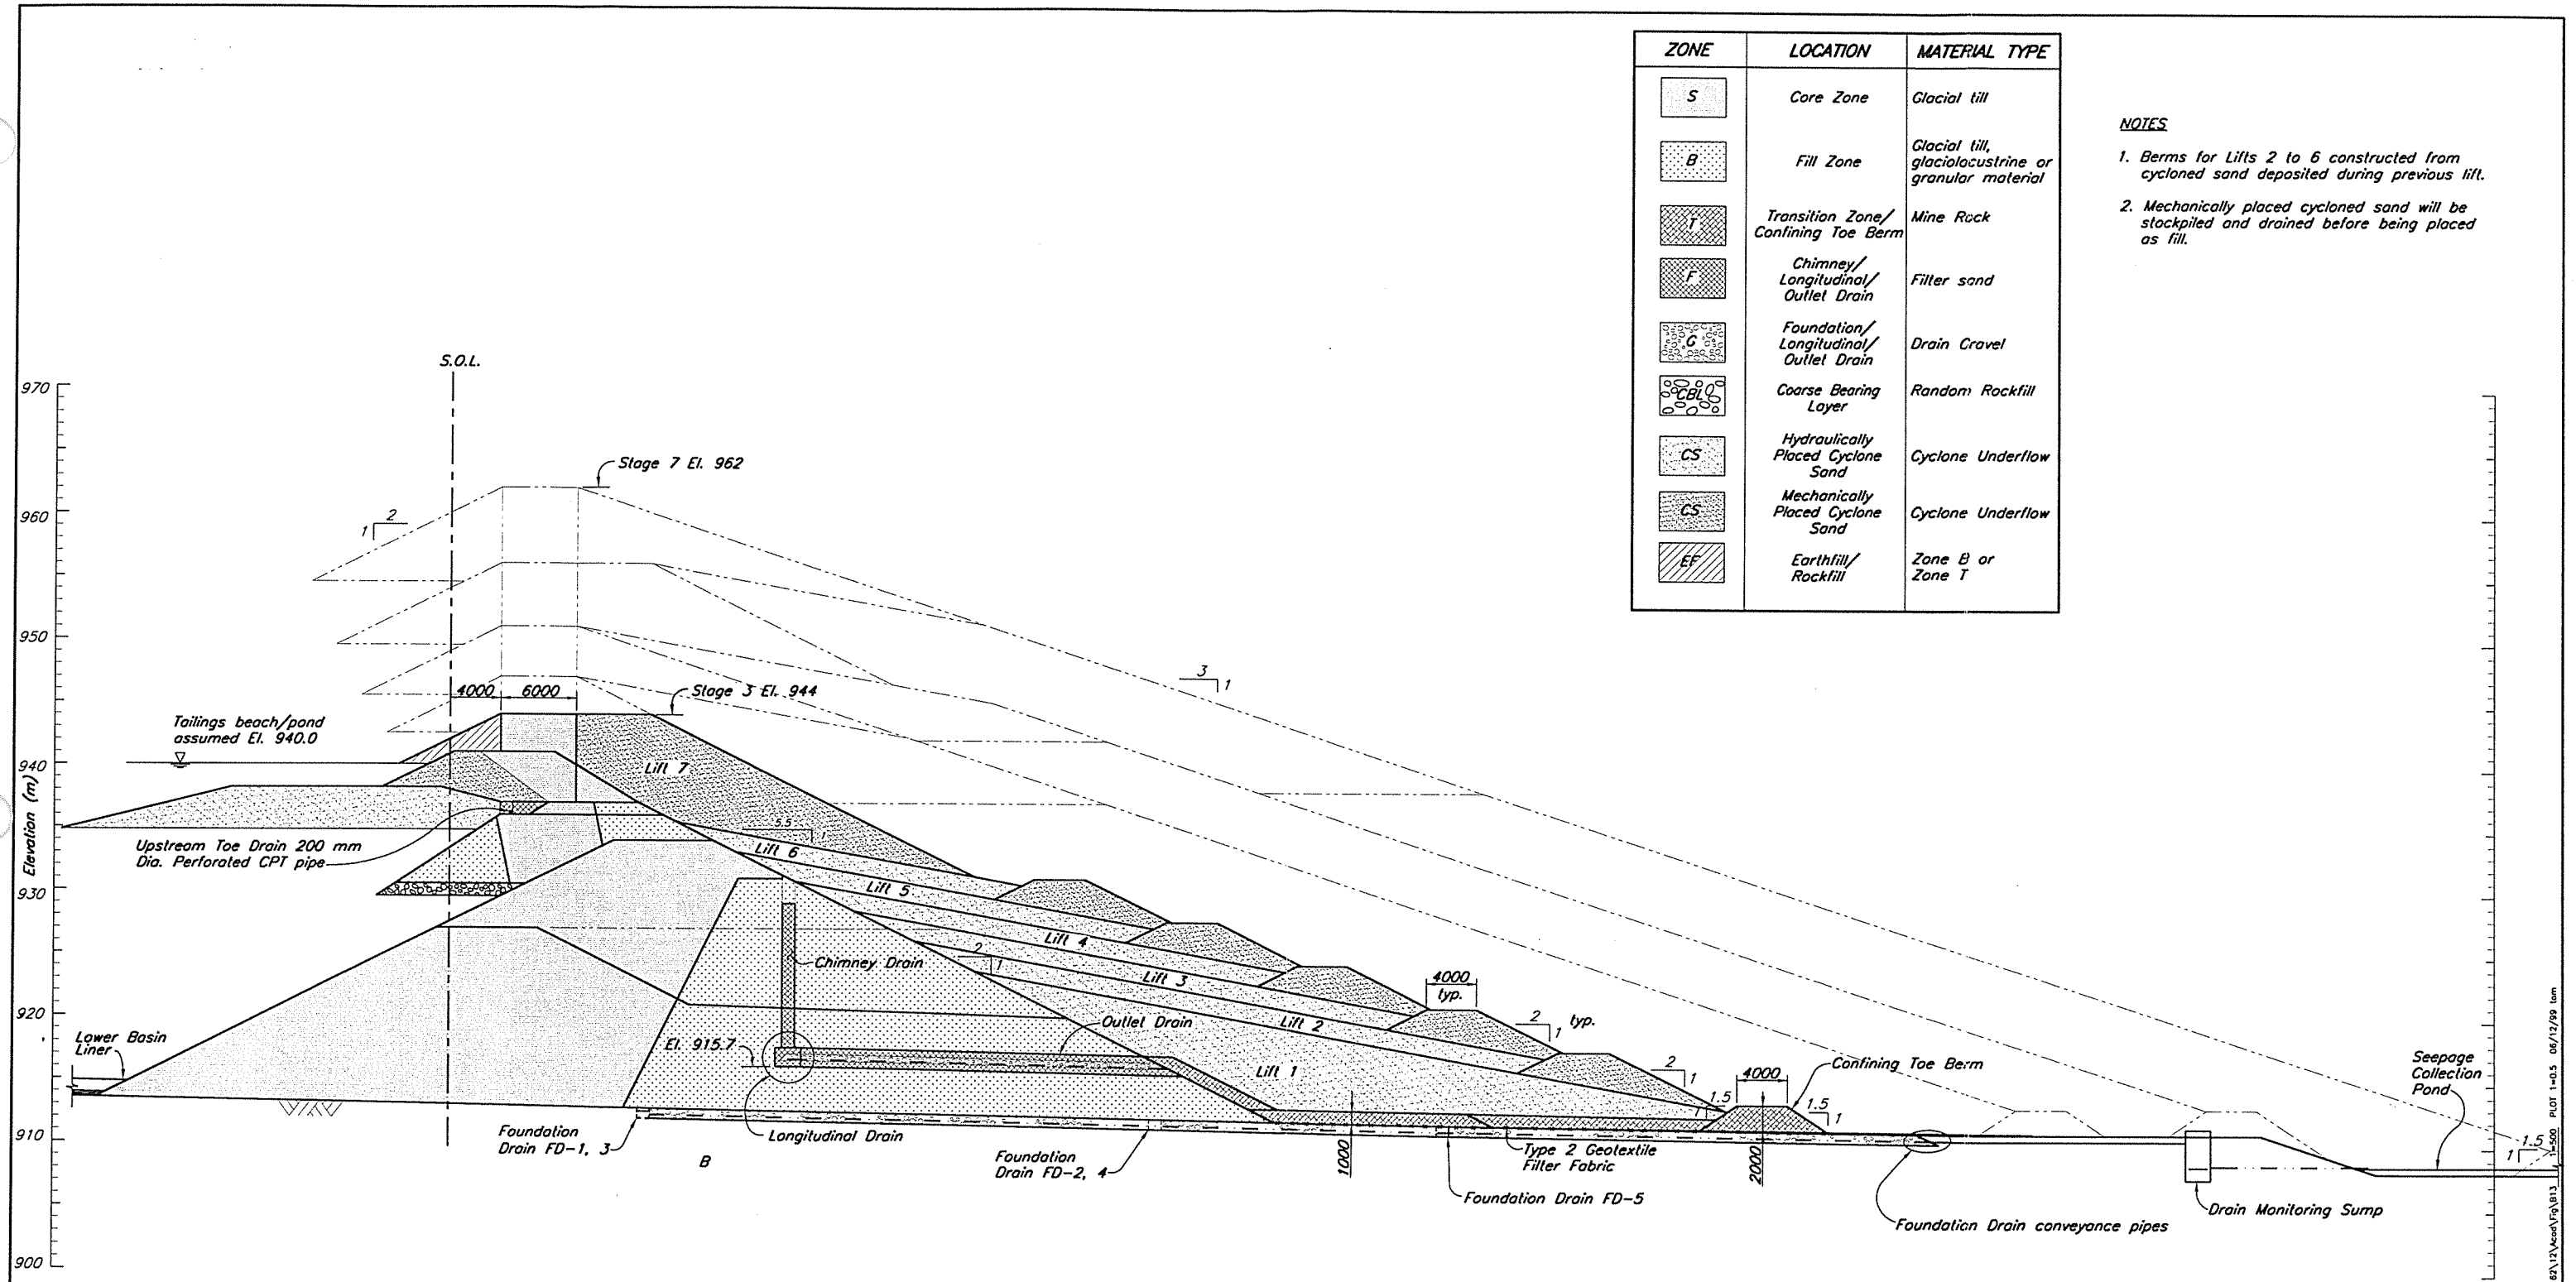 ZONE LOCATION MATERIAL TYPE
S Core Zone Glacial till
B Fill Zone Glacial till,
glaciolacustrine or
granular material
T Transition Zone/ Mine Rock
Confining Toe Berm
F Chimney/
Longitudinal/ Filter sand
Outlet Drain
G Foundation/
Longitudinal/ Drain Gravel
Outlet Drain
CBL Coarse Bearing Random Rockfill
Layer
CS Hydraulically
Placed Cyclone Cyclone Underflow
Sand
CS Mechanically
Placed Cyclone Cyclone Underflow
Sand
EF Earthfill/ Zone B or
Rockfill Zone T
NOTES
1. Berms for Lifts 2 to 6 constructed from
cycloned sand deposited during previous lift.
2. Mechanically placed cycloned sand will be
stockpiled and drained before being placed
as fill.
S.O.L.
970
960
950
940
930
920
910
900
Elevation (m)
Stage 7 El. 962
2
1
3
1
4000 6000
Stage 3 El. 944
Tailings beach/pond
assumed El. 940.0
Lift 7
5.5
1
Upstream Toe Drain 200 mm
Dia. Perforated CPT pipe
Lift 6
Lift 5
Lift 4
Lift 3
Lift 2
Lift 1
2
1
Chimney Drain
4000
typ.
2
1
typ.
Outlet Drain
El. 915.7
Lower Basin
Liner
2
1
1.5
1
4000
Confining Toe Berm
1.5
1
Seepage
Collection
Pond
1.5
1
Foundation
Drain FD-1, 3
Longitudinal Drain
B
Foundation
Drain FD-2, 4
1000
Type 2 Geotextile
Filter Fabric
2000
Foundation Drain FD-5
Foundation Drain conveyance pipes
Drain Monitoring Sump
1=500 PLOT 1=0.5 06/12/99 tom